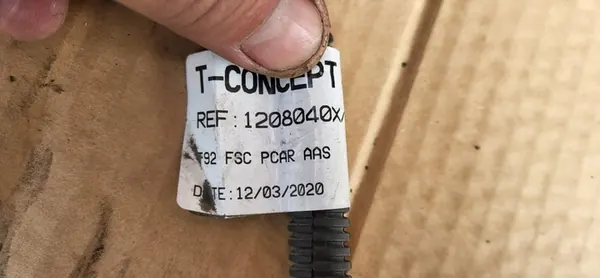 T-CONCEPT
REF:1208040X/
F92 FSC PCAR AAS
DATE:12/03/2020